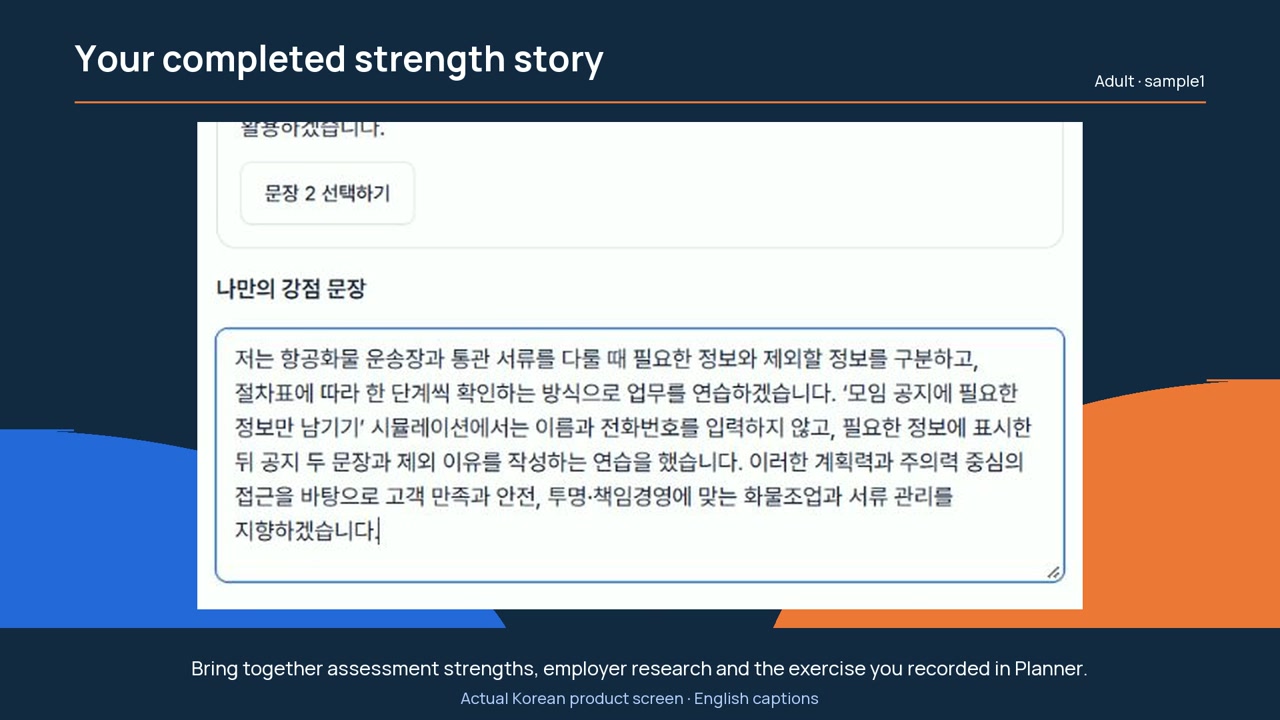 Your completed strength story
Adult · sample1
활용하겠습니다.
문장 2 선택하기
나만의 강점 문장
저는 항공화물 운송장과 통관 서류를 다룰 때 필요한 정보와 제외할 정보를 구분하고,
절차표에 따라 한 단계씩 확인하는 방식으로 업무를 연습하겠습니다. ‘모임 공지에 필요한
정보만 남기기’ 시뮬레이션에서는 이름과 전화번호를 입력하지 않고, 필요한 정보에 표시한
뒤 공지 두 문장과 제외 이유를 작성하는 연습을 했습니다. 이러한 계획력과 주의력 중심의
접근을 바탕으로 고객 만족과 안전, 투명·책임경영에 맞는 화물조업과 서류 관리를
지향하겠습니다.
Bring together assessment strengths, employer research and the exercise you recorded in Planner.
Actual Korean product screen · English captions